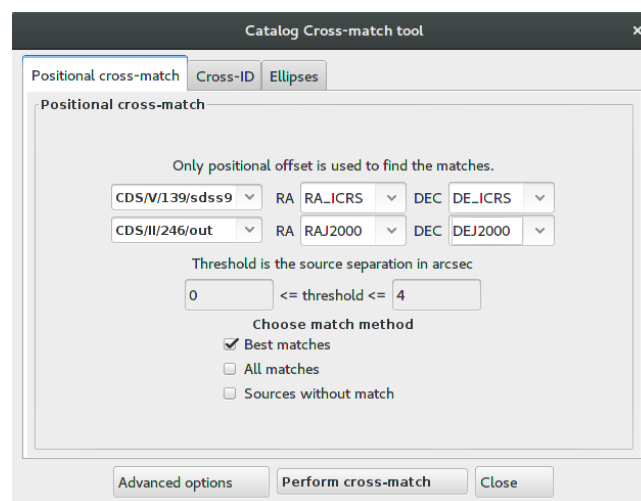 Catalog Cross-match tool ×
Positional cross-match Cross-ID Ellipses
Positional cross-match
Only positional offset is used to find the matches.
CDS/V/139/sdss9 RA RA_ICRS DEC DE_ICRS
CDS/II/246/out RA RAJ2000 DEC DEJ2000
Threshold is the source separation in arcsec
0 <= threshold <= 4
Choose match method
Best matches
All matches
Sources without match
Advanced options Perform cross-match Close